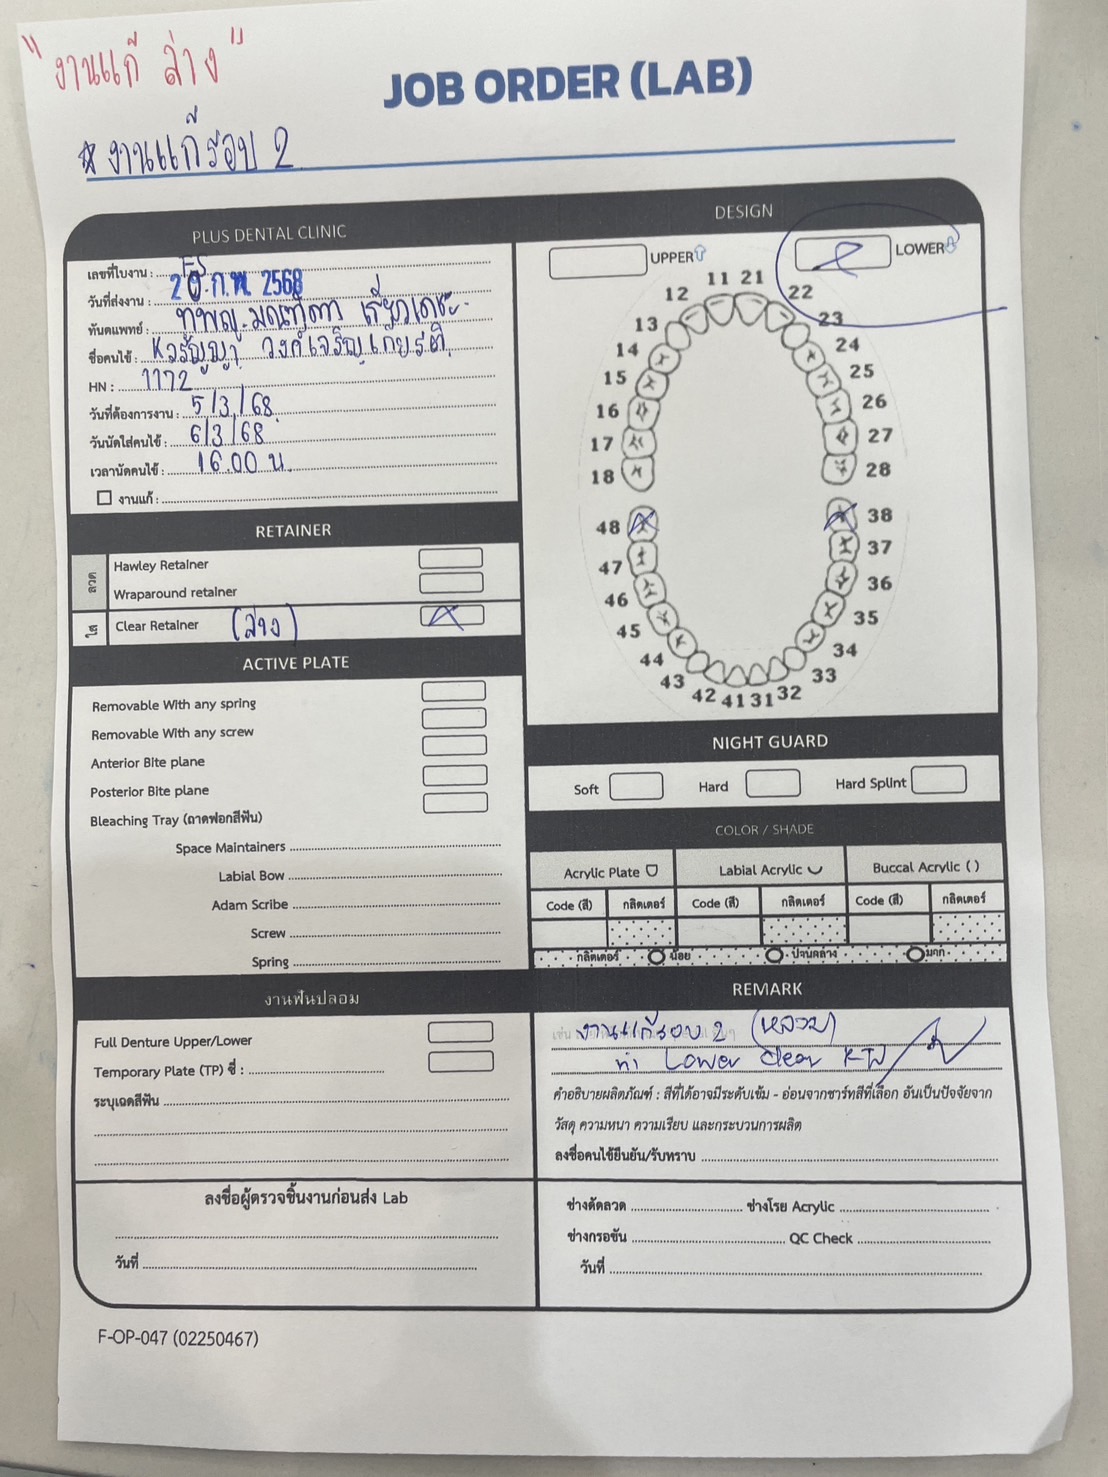 "งานแก้ ล่าง"
JOB ORDER (LAB)
*งานแก้รอบ 2
PLUS DENTAL CLINIC
เลขที่ใบงาน :
วันที่ส่งงาน : 25 ก.พ. 2568
ทันตแพทย์ : ทพญ. มณฑิตา
ชื่อคนไข้ : K วรัญญา วงศ์เจริญเกียรติ
HN : 1172
วันที่ต้องการงาน : 5/3/68
วันนัดใส่คนไข้ : 6/3/68
เวลานัดคนไข้ : 16.00 น.
งานแก้ :
DESIGN
UPPER
LOWER
11 21
12 22
13 23
14 24
15 25
16 26
17 27
18 28
48 38
47 37
46 36
45 35
44 34
43 33
42 41 31 32
RETAINER
ลวด
Hawley Retainer
Wraparound retainer
ใส
Clear Retainer (ล่าง)
ACTIVE PLATE
Removable With any spring
Removable With any screw
Anterior Bite plane
Posterior Bite plane
Bleaching Tray (ถาดฟอกสีฟัน)
Space Maintainers
Labial Bow
Adam Scribe
Screw
Spring
NIGHT GUARD
Soft Hard Hard Splint
COLOR / SHADE
Acrylic Plate Labial Acrylic Buccal Acrylic ( )
Code (สี) กลิตเตอร์ Code (สี) กลิตเตอร์ Code (สี) กลิตเตอร์
กลิตเตอร์ น้อย ปานกลาง มาก
งานฟันปลอม
Full Denture Upper/Lower
Temporary Plate (TP) ซี่ :
ระบุเฉดสีฟัน
REMARK
งานแก้รอบ 2 (หลวม)
ทำ Lower clear RT
คำอธิบายผลิตภัณฑ์ : สีที่ได้อาจมีระดับเข้ม - อ่อนจากชาร์ทสีที่เลือก อันเป็นปัจจัยจาก
วัสดุ ความหนา ความเรียบ และกระบวนการผลิต
ลงชื่อคนไข้ยืนยัน/รับทราบ
ลงชื่อผู้ตรวจชิ้นงานก่อนส่ง Lab
วันที่
ช่างดัดลวด ช่างโรย Acrylic
ช่างกรอขัน QC Check
วันที่
F-OP-047 (02250467)